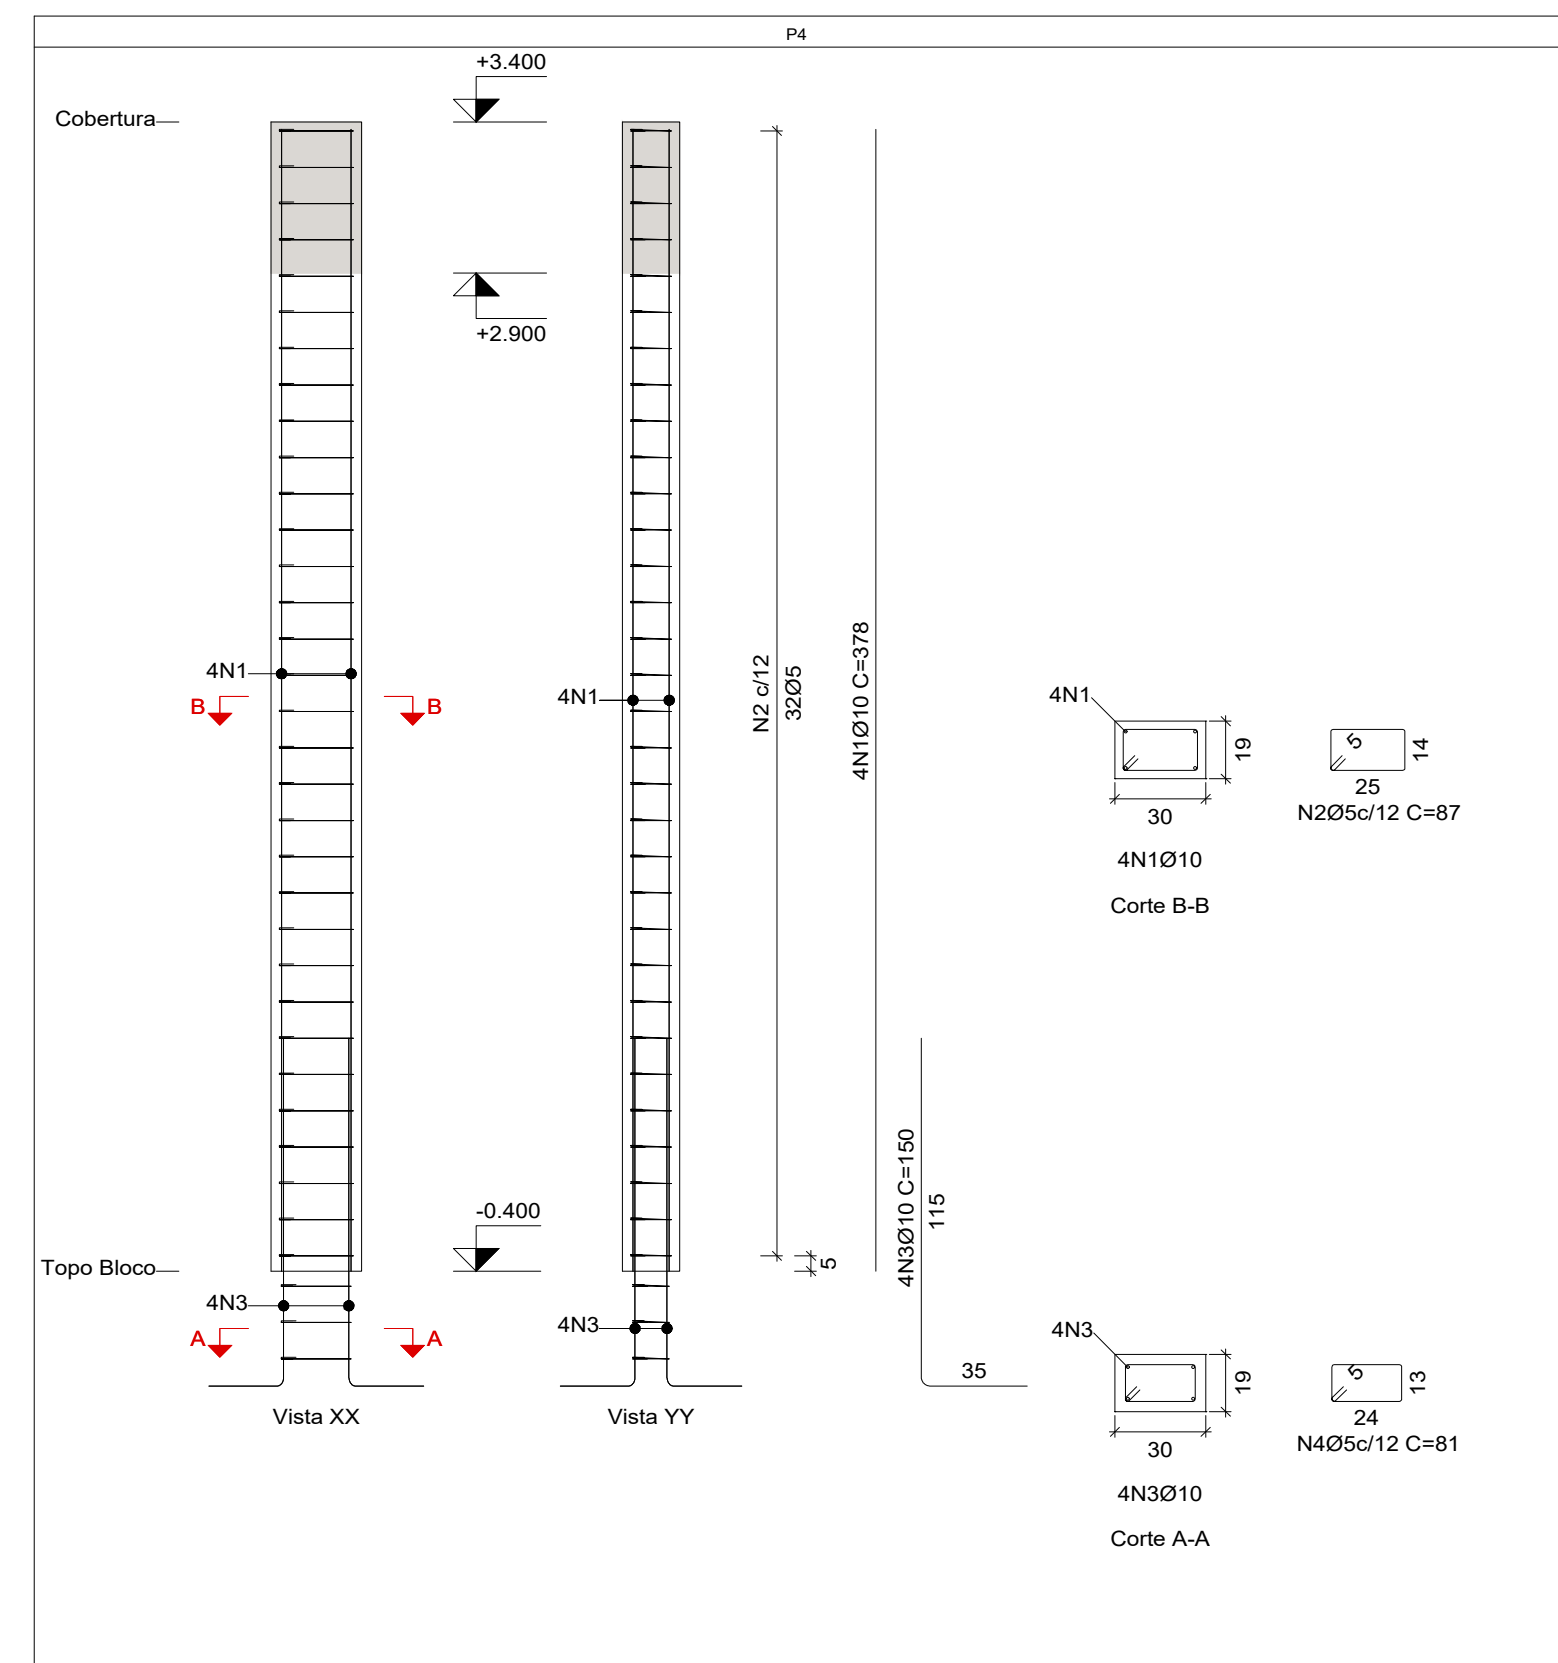 P4
+3.400
Cobertura
+2.900
4N1
B
B
4N1
N2 c/12
32Ø5
4N1Ø10 C=378
4N1
19
30
4N1Ø10
Corte B-B
5
14
25
N2Ø5c/12 C=87
-0.400
Topo Bloco
5
4N3
A
A
4N3
4N3Ø10 C=150
115
35
Vista XX
Vista YY
4N3
19
30
4N3Ø10
Corte A-A
5
13
24
N4Ø5c/12 C=81